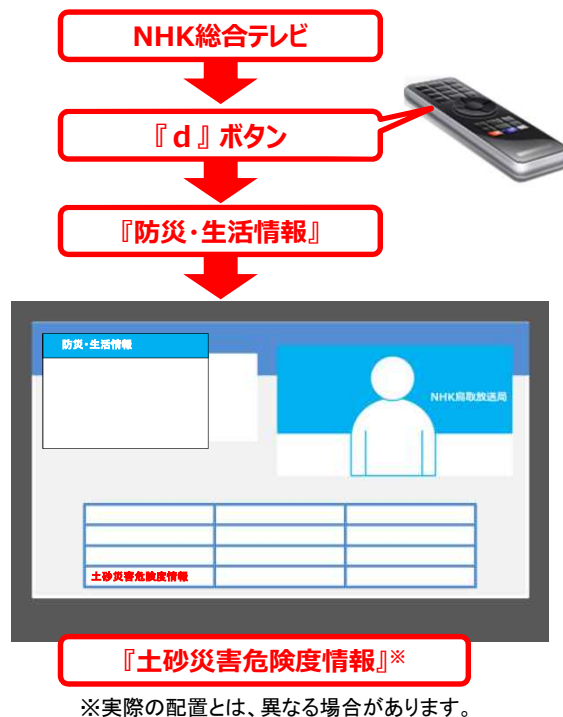 NHK総合テレビ
『ｄ』ボタン
『防災・生活情報』
防災・生活情報
NHK鳥取放送局
土砂災害危険度情報
『土砂災害危険度情報』※
※実際の配置とは、異なる場合があります。